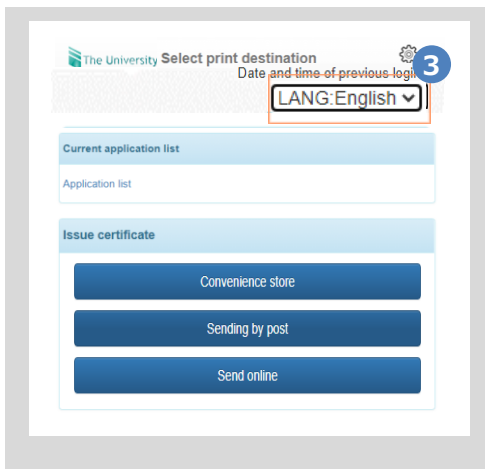 The University Select print destination
Date and time of previous login
3
LANG:English
Current application list
Application list
Issue certificate
Convenience store
Sending by post
Send online